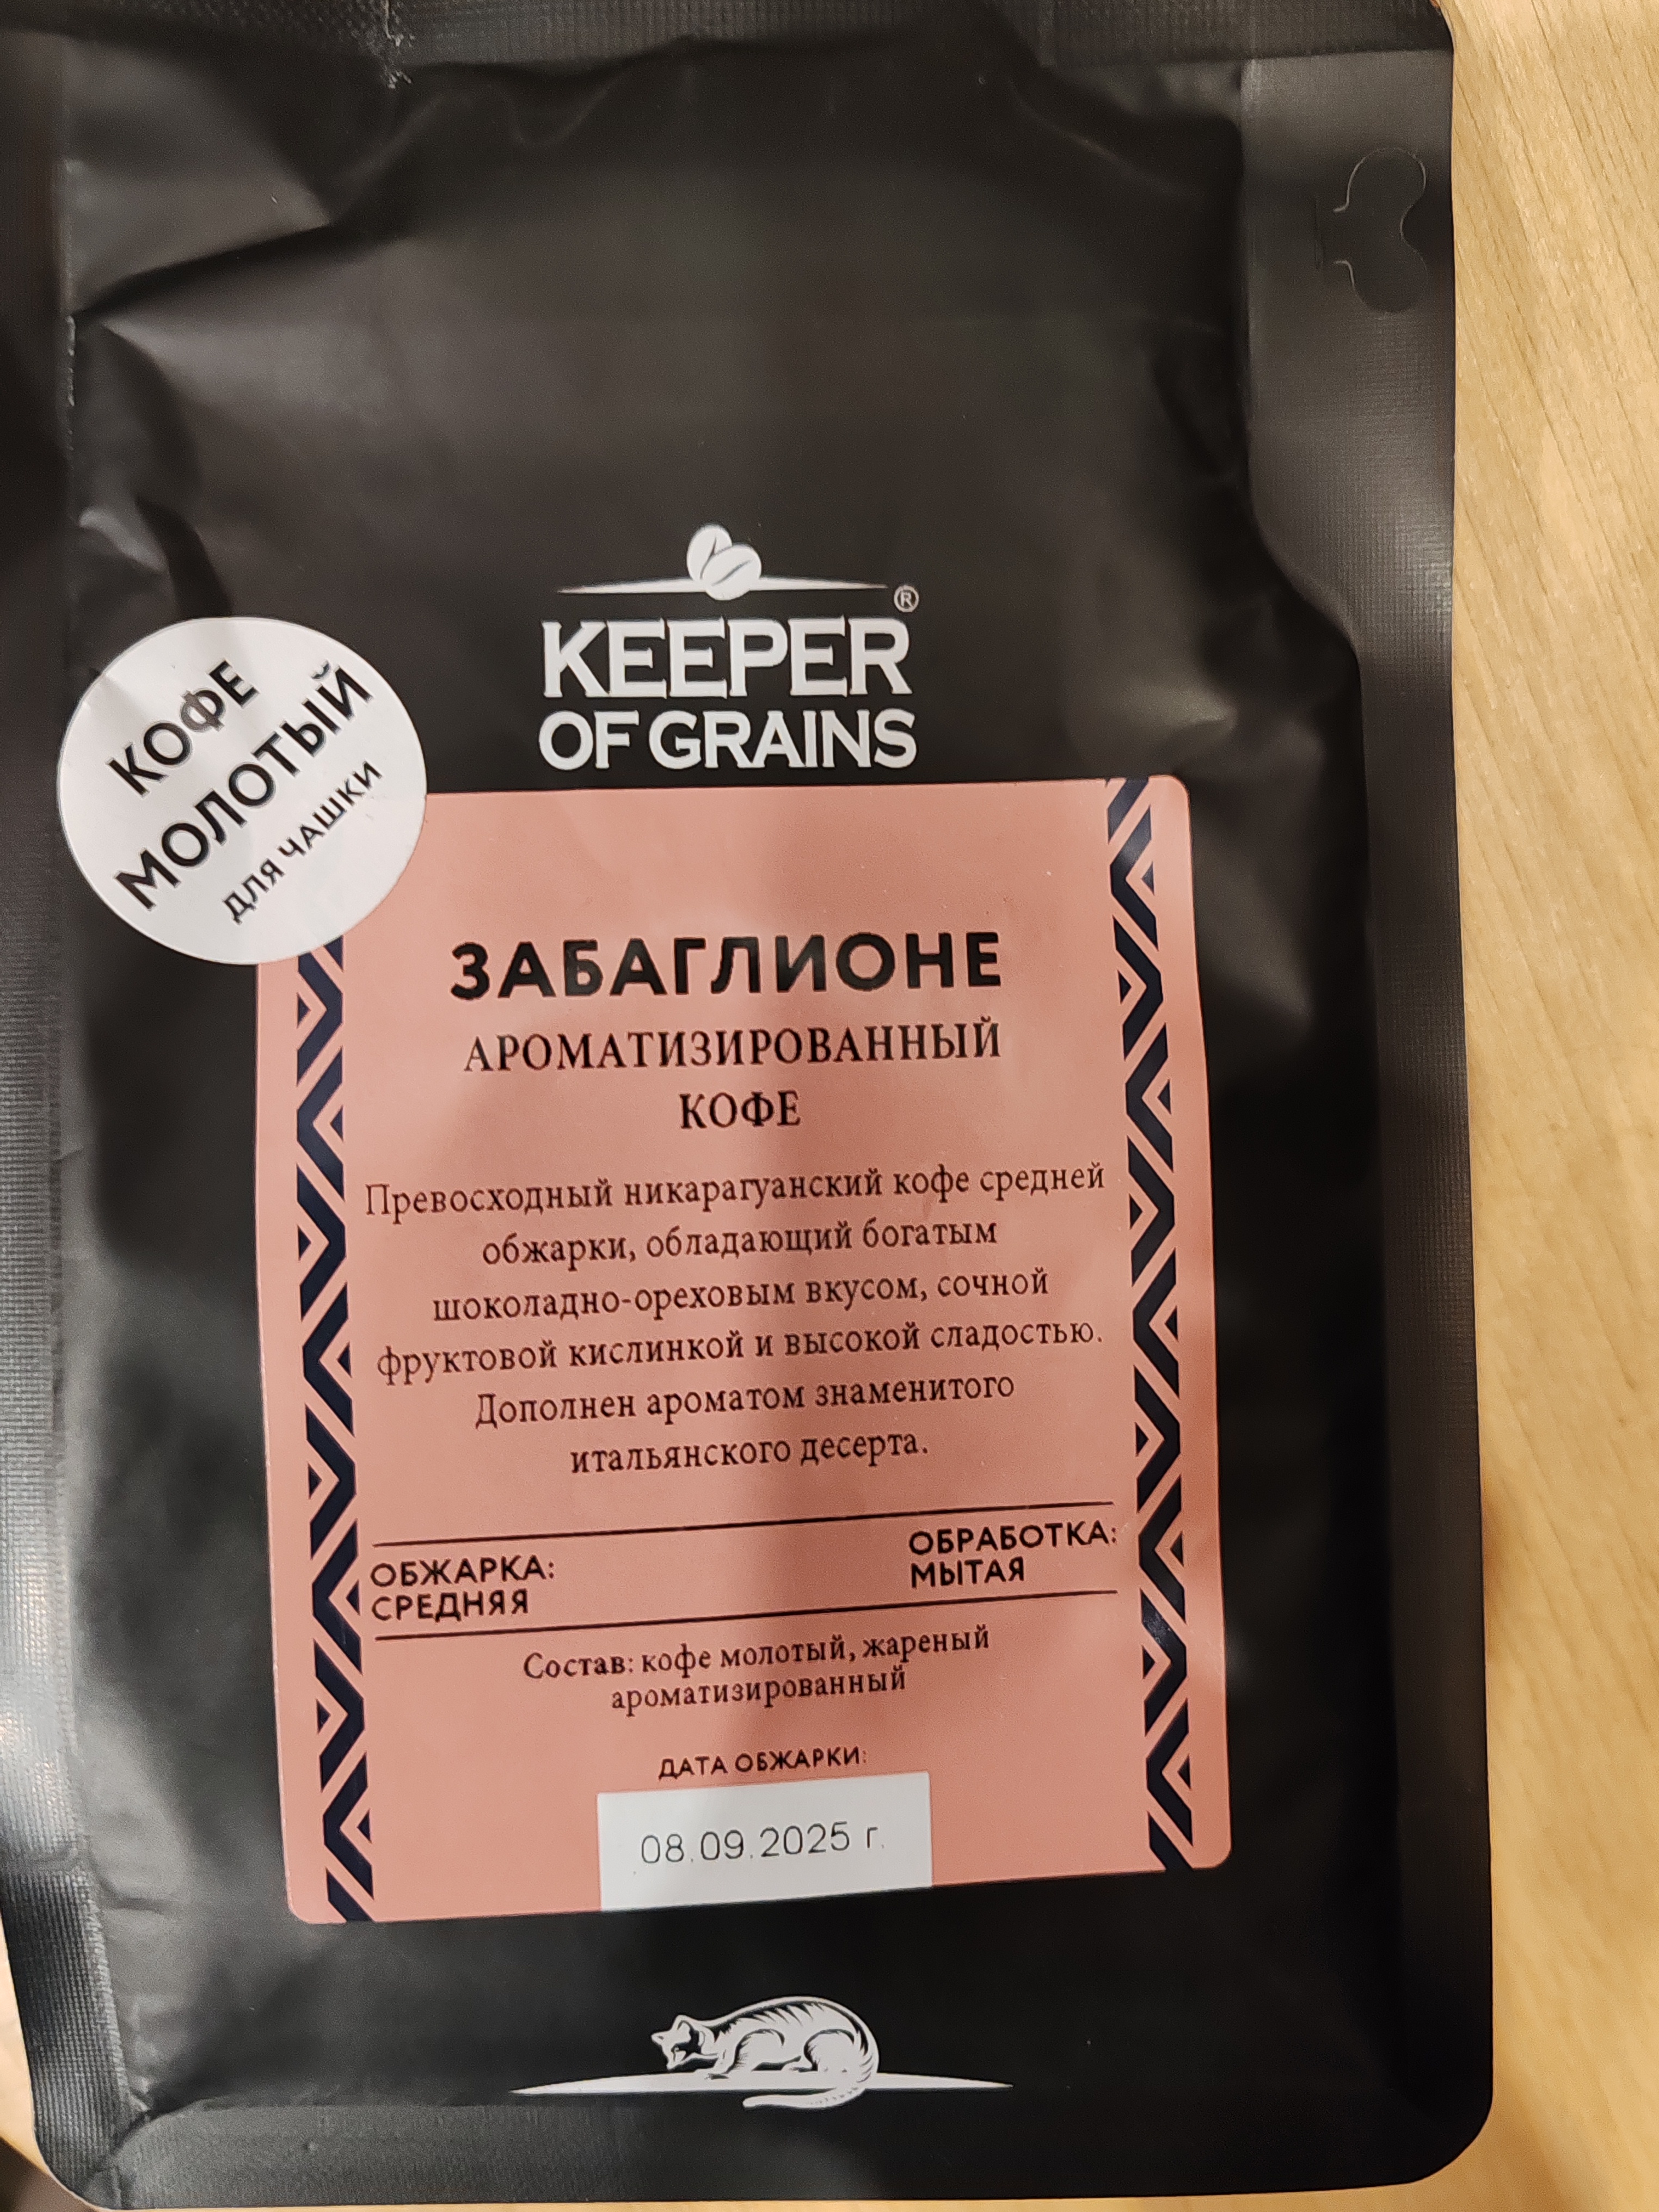 ®
KEEPER
OF GRAINS
КОФЕ
МОЛОТЫЙ
ДЛЯ ЧАШКИ
ЗАБАГЛИОНЕ
АРОМАТИЗИРОВАННЫЙ
КОФЕ
Превосходный никарагуанский кофе средней
обжарки, обладающий богатым
шоколадно-ореховым вкусом, сочной
фруктовой кислинкой и высокой сладостью.
Дополнен ароматом знаменитого
итальянского десерта.
ОБЖАРКА:
СРЕДНЯЯ
ОБРАБОТКА:
МЫТАЯ
Состав: кофе молотый, жареный
ароматизированный
ДАТА ОБЖАРКИ:
08.09.2025 г.